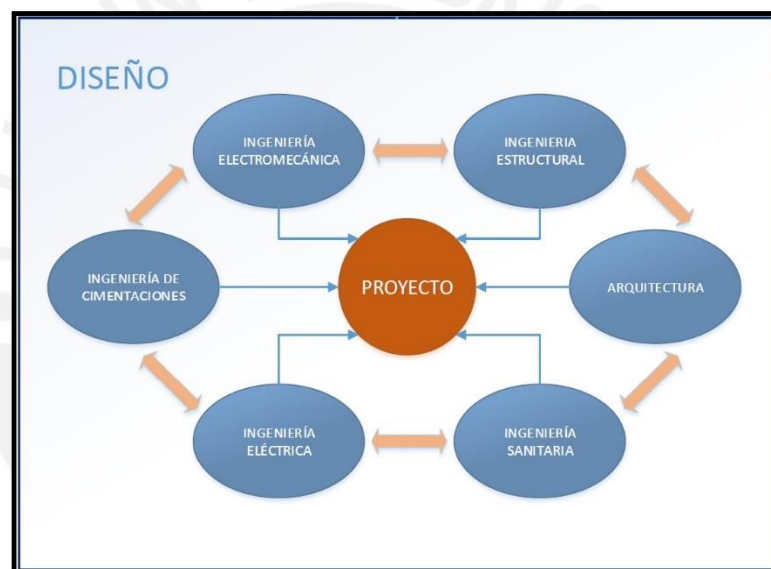 DISEÑO
INGENIERÍA
ELECTROMECÁNICA
INGENIERIA
ESTRUCTURAL
INGENIERÍA DE
CIMENTACIONES
PROYECTO
ARQUITECTURA
INGENIERÍA
ELÉCTRICA
INGENIERÍA
SANITARIA